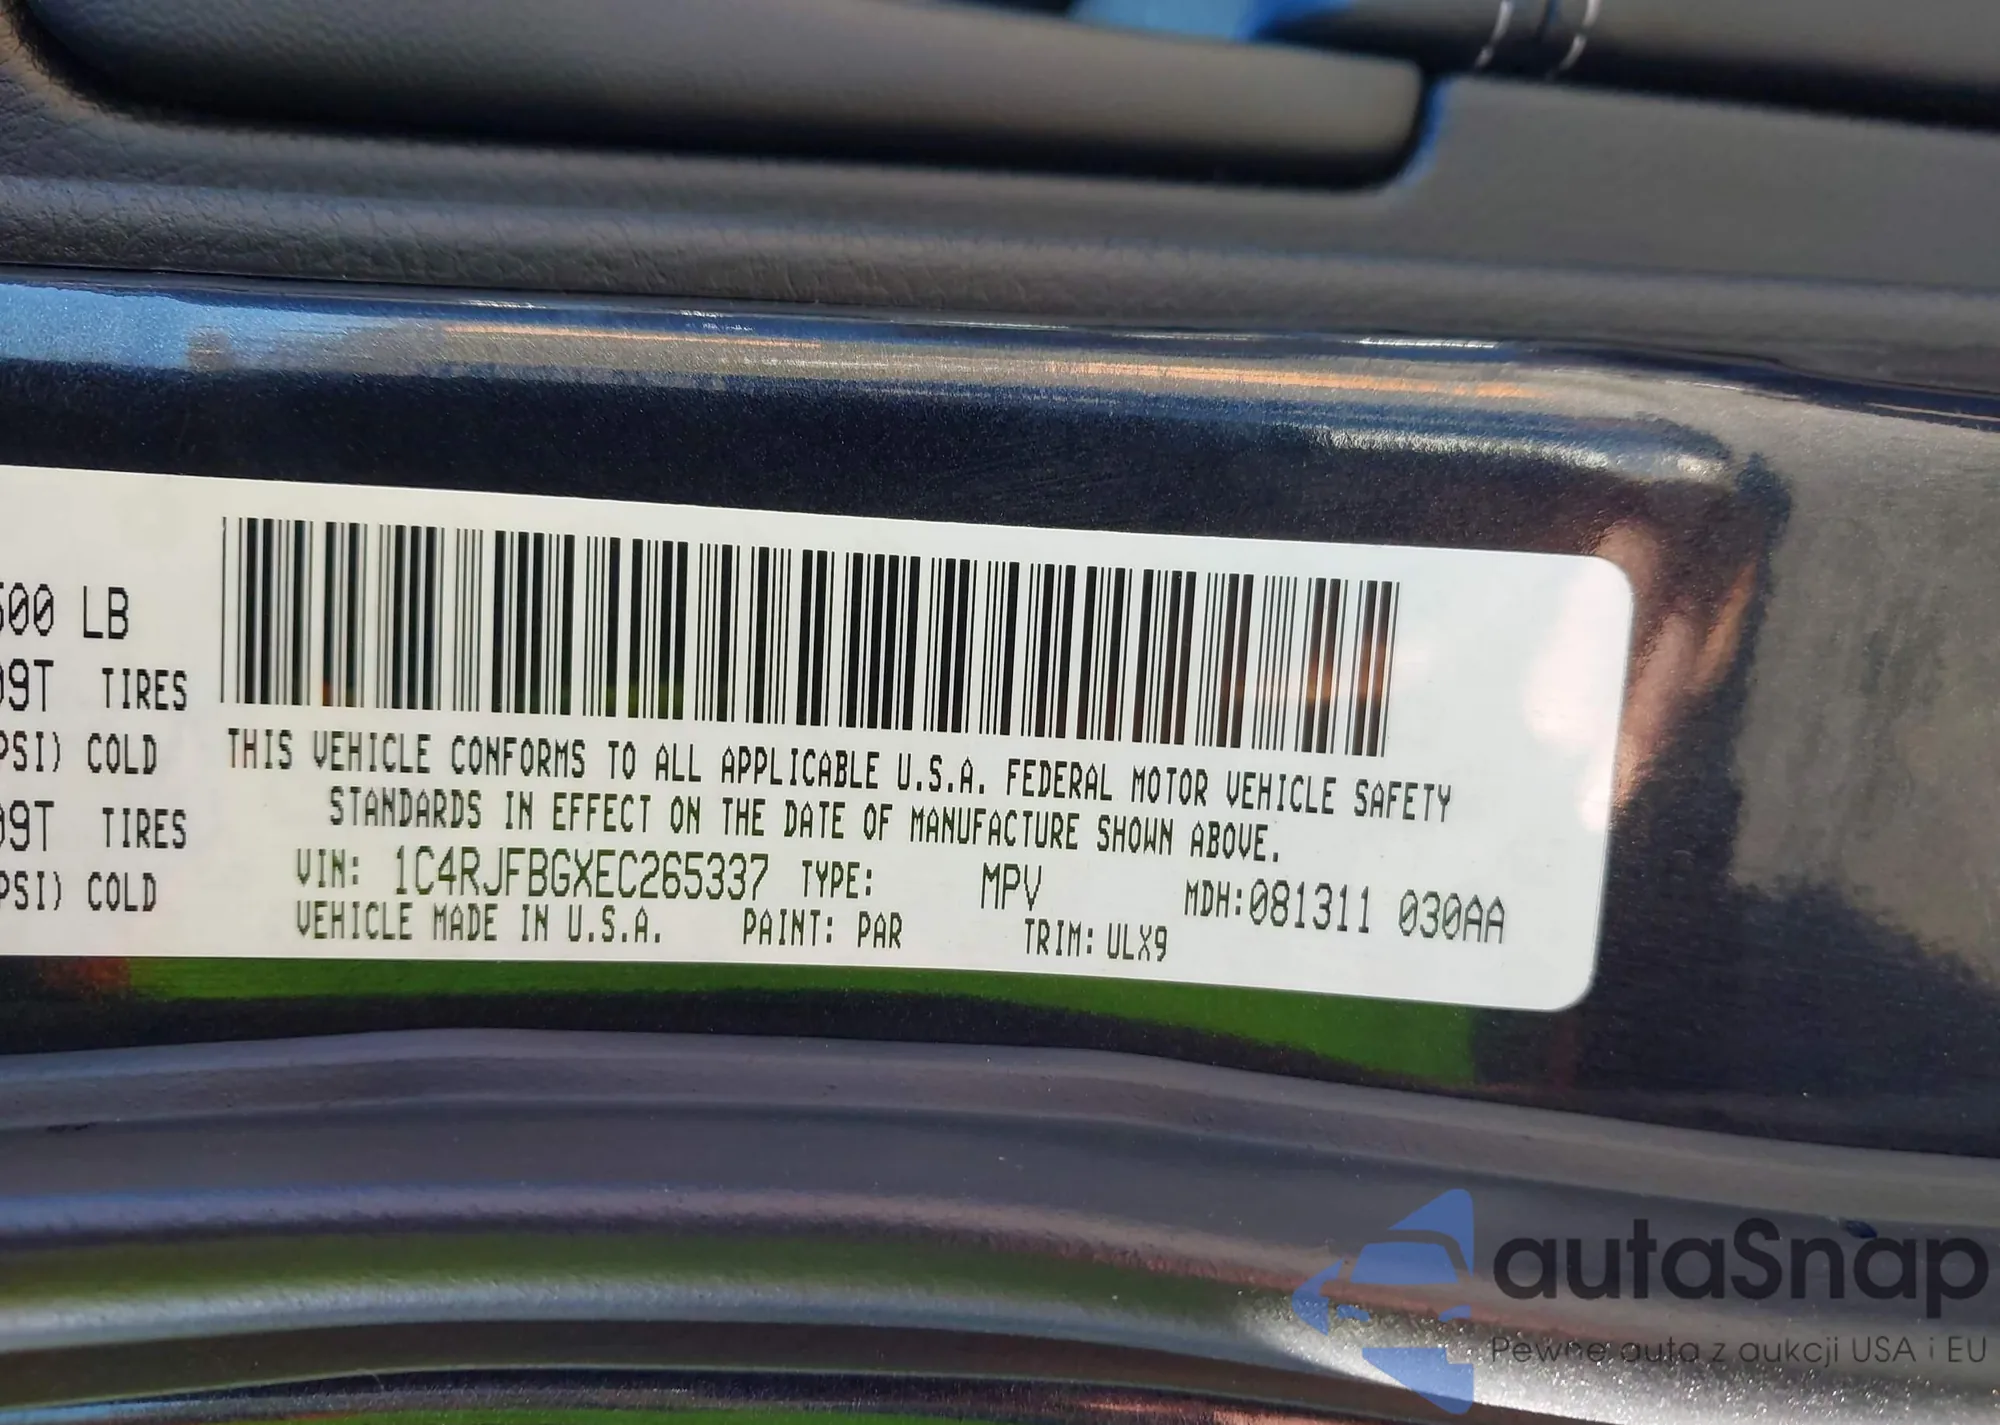 500 LB
09T TIRES
PSI) COLD
09T TIRES
PSI) COLD
THIS VEHICLE CONFORMS TO ALL APPLICABLE U.S.A. FEDERAL MOTOR VEHICLE SAFETY
STANDARDS IN EFFECT ON THE DATE OF MANUFACTURE SHOWN ABOVE.
VIN: 1C4RJFBGXEC265337 TYPE: MPV MDH:081311 030AA
VEHICLE MADE IN U.S.A. PAINT: PAR TRIM: ULX9
autaSnap
Pewne auta z aukcji USA i EU